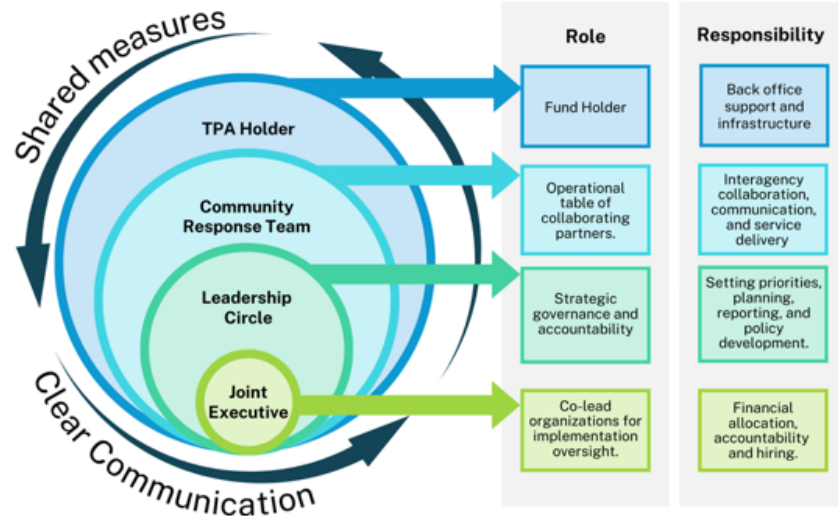 Shared measures
Clear Communication
TPA Holder
Community
Response Team
Leadership
Circle
Joint
Executive
Role
Fund Holder
Operational
table of
collaborating
partners.
Strategic
governance and
accountability
Co-lead
organizations for
implementation
oversight.
Responsibility
Back office
support and
infrastructure
Interagency
collaboration,
communication,
and service
delivery
Setting priorities,
planning,
reporting, and
policy
development.
Financial
allocation,
accountability
and hiring.